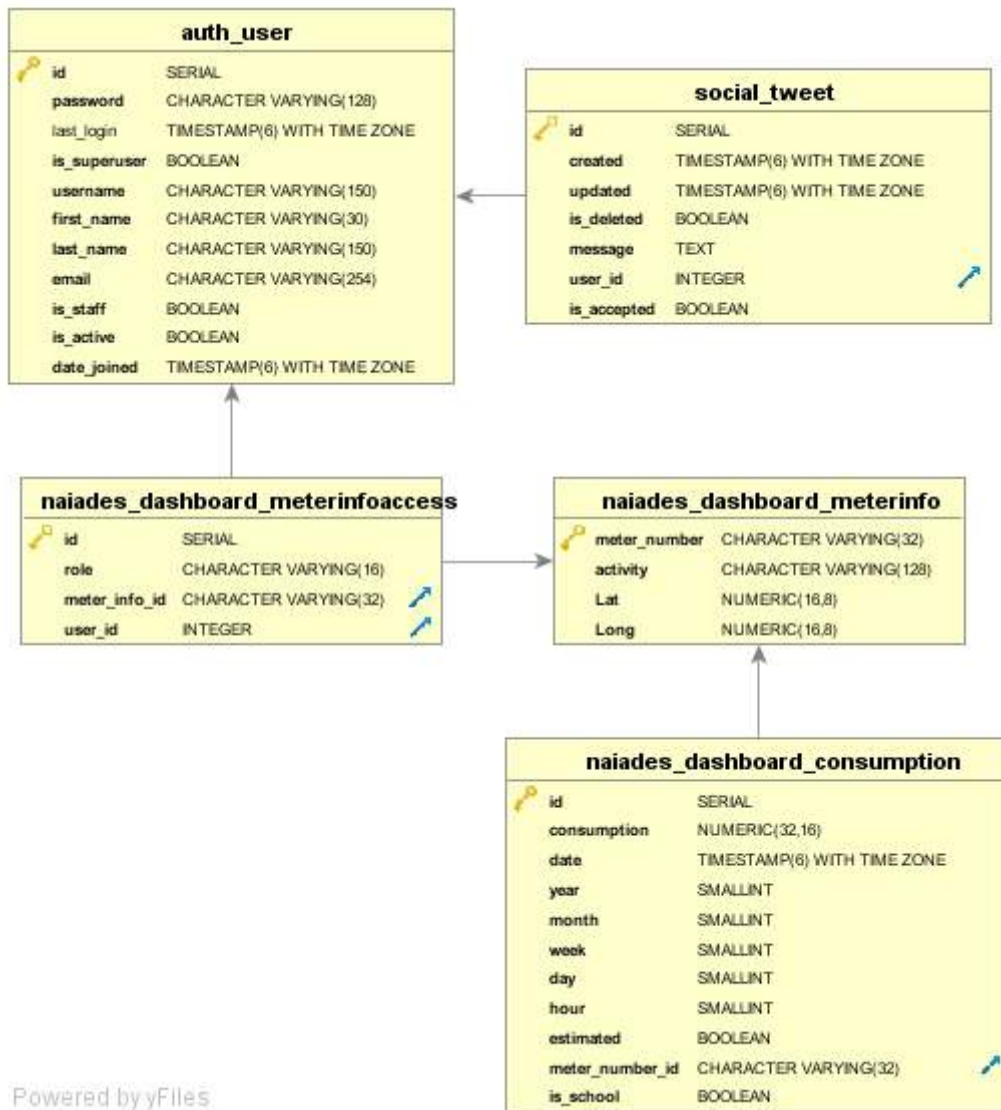 auth_user
id SERIAL
password CHARACTER VARYING(128)
last_login TIMESTAMP(6) WITH TIME ZONE
is_superuser BOOLEAN
username CHARACTER VARYING(150)
first_name CHARACTER VARYING(30)
last_name CHARACTER VARYING(150)
email CHARACTER VARYING(254)
is_staff BOOLEAN
is_active BOOLEAN
date_joined TIMESTAMP(6) WITH TIME ZONE
social_tweet
id SERIAL
created TIMESTAMP(6) WITH TIME ZONE
updated TIMESTAMP(6) WITH TIME ZONE
is_deleted BOOLEAN
message TEXT
user_id INTEGER
is_accepted BOOLEAN
naiades_dashboard_meterinfoaccess
id SERIAL
role CHARACTER VARYING(16)
meter_info_id CHARACTER VARYING(32)
user_id INTEGER
naiades_dashboard_meterinfo
meter_number CHARACTER VARYING(32)
activity CHARACTER VARYING(128)
Lat NUMERIC(16,8)
Long NUMERIC(16,8)
naiades_dashboard_consumption
id SERIAL
consumption NUMERIC(32,16)
date TIMESTAMP(6) WITH TIME ZONE
year SMALLINT
month SMALLINT
week SMALLINT
day SMALLINT
hour SMALLINT
estimated BOOLEAN
meter_number_id CHARACTER VARYING(32)
is_school BOOLEAN
Powered by yFiles